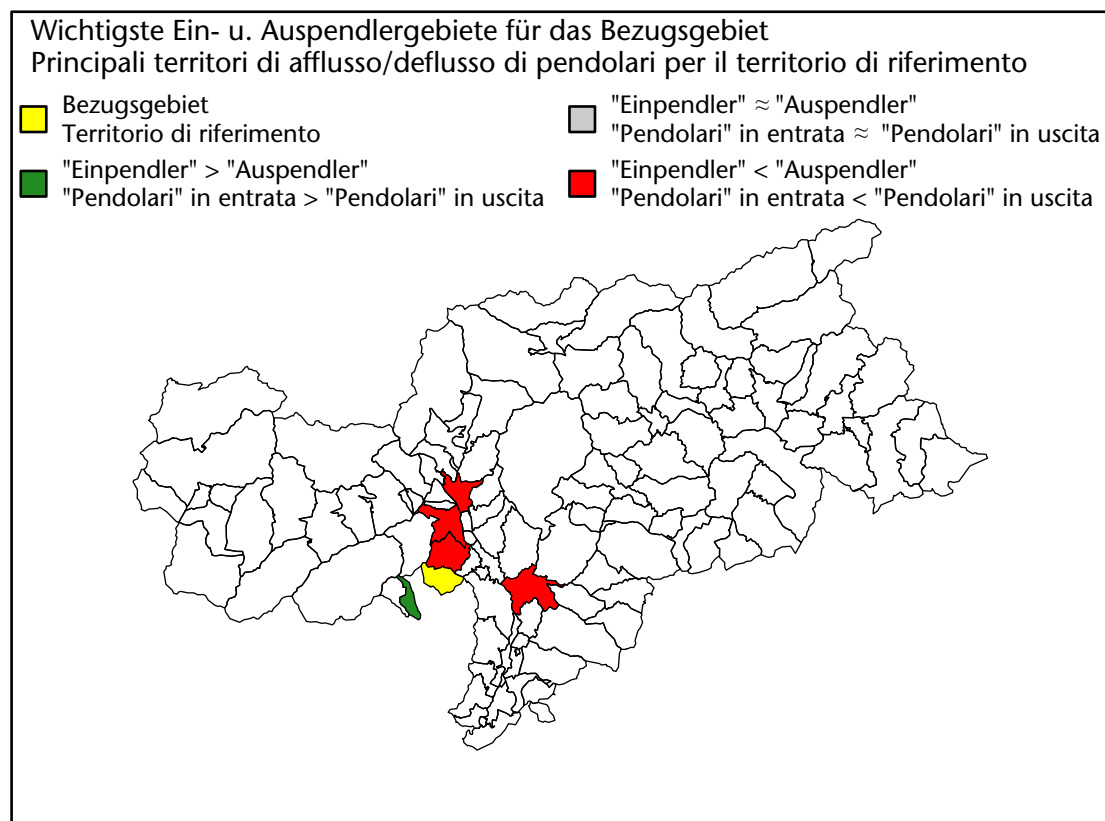 Wichtigste Ein- u. Auspendlergebiete für das Bezugsgebiet
Principali territori di afflusso/deflusso di pendolari per il territorio di riferimento
Bezugsgebiet
Territorio di riferimento
"Einpendler" > "Auspendler"
"Pendolari" in entrata > "Pendolari" in uscita
"Einpendler" ≈ "Auspendler"
"Pendolari" in entrata ≈ "Pendolari" in uscita
"Einpendler" < "Auspendler"
"Pendolari" in entrata < "Pendolari" in uscita